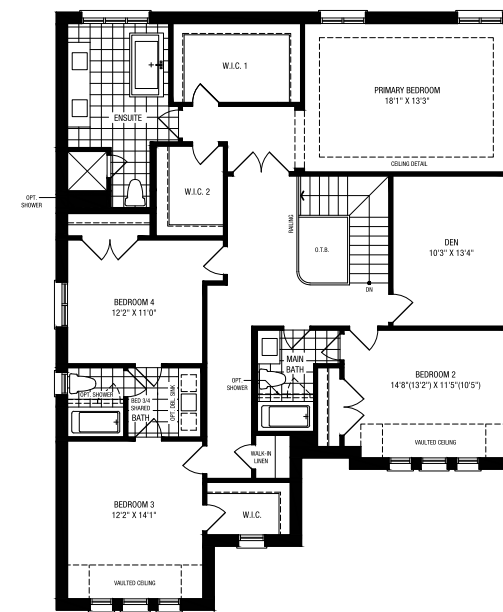 W.I.C. 1
PRIMARY BEDROOM
18'1" X 13'3"
ENSUITE
CEILING DETAIL
OPT.
SHOWER
W.I.C. 2
RAILING
O.T.B.
DN
DEN
10'3" X 13'4"
BEDROOM 4
12'2" X 11'0"
MAIN
BATH
OPT.
SHOWER
BEDROOM 2
14'8"(13'2") X 11'5"(10'5")
OPT. SHOWER
BED 3/4
SHARED
BATH
OPT. DBL. SINK
VAULTED CEILING
WALK-IN
LINEN
BEDROOM 3
12'2" X 14'1"
W.I.C.
VAULTED CEILING